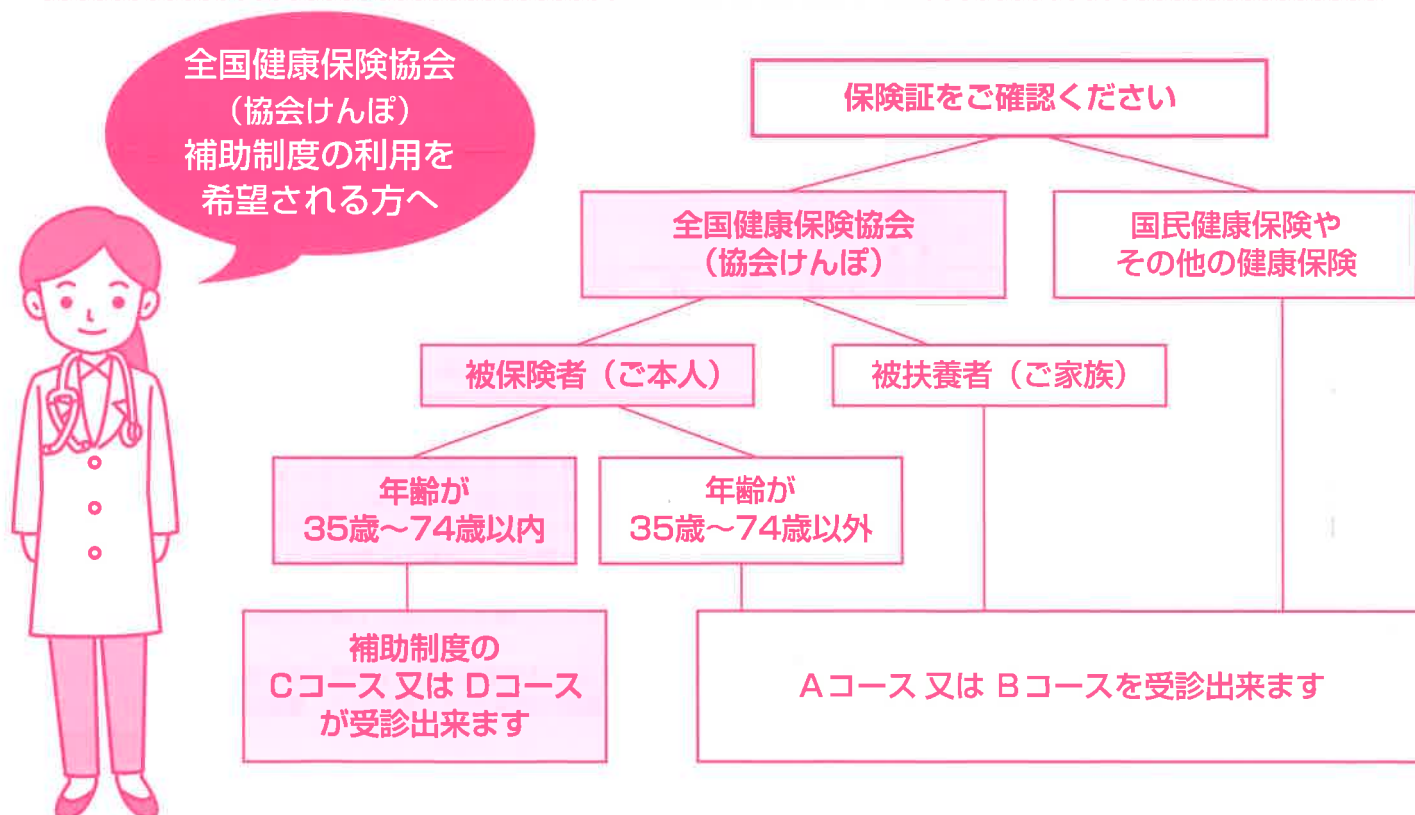 全国健康保険協会
（協会けんぽ）
補助制度の利用を
希望される方へ
保険証をご確認ください
全国健康保険協会
（協会けんぽ）
国民健康保険や
その他の健康保険
被保険者（ご本人）
被扶養者（ご家族）
年齢が
35歳～74歳以内
年齢が
35歳～74歳以外
補助制度の
Cコース 又は Dコース
が受診出来ます
Aコース 又は Bコースを受診出来ます